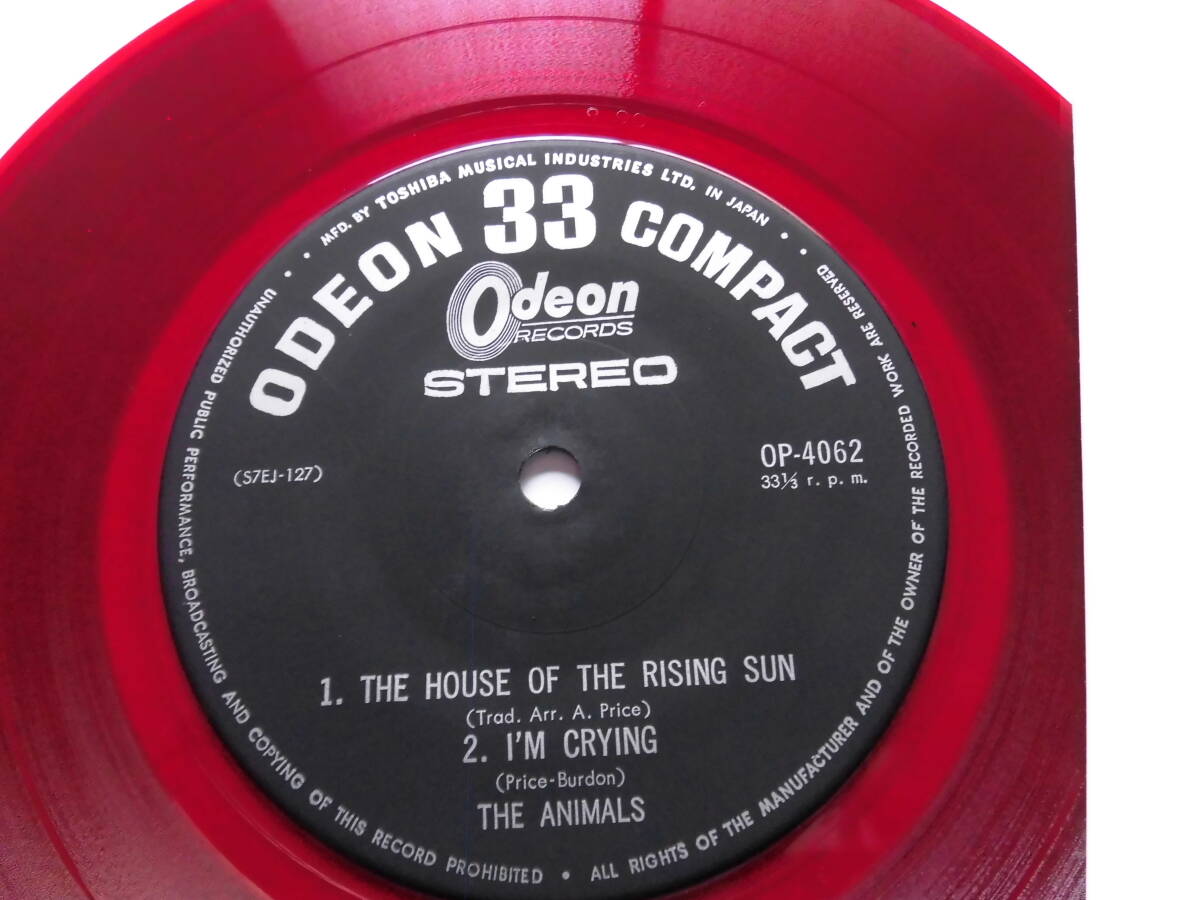 MFD. BY TOSHIBA MUSICAL INDUSTRIES LTD. IN JAPAN
ODEON 33 COMPACT
Odeon
RECORDS
STEREO
(S7EJ-127)
OP-4062
33⅓ r. p. m.
1. THE HOUSE OF THE RISING SUN
(Trad. Arr. A. Price)
2. I'M CRYING
(Price-Burdon)
THE ANIMALS
UNAUTHORIZED PUBLIC PERFORMANCE, BROADCASTING AND COPYING OF THIS RECORD PROHIBITED • ALL RIGHTS OF THE MANUFACTURER AND OF THE OWNER OF THE RECORDED WORK ARE RESERVED